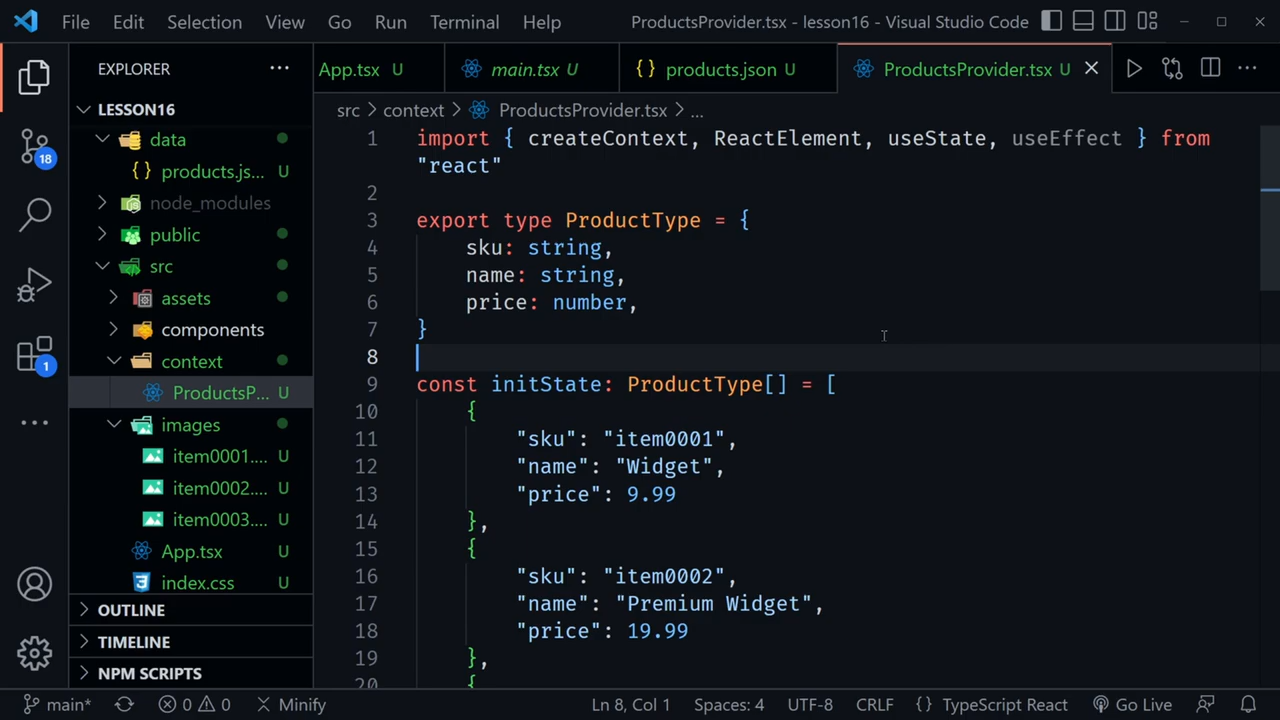 File Edit Selection View Go Run Terminal Help ProductsProvider.tsx - lesson16 - Visual Studio Code
EXPLORER ...
App.tsx U main.tsx U {} products.json U ProductsProvider.tsx U
LESSON16
src > context > ProductsProvider.tsx > ...
data
{} products.js... U
node_modules
public
src
assets
components
context
ProductsP... U
images
item0001.... U
item0002.... U
item0003.... U
App.tsx U
index.css U
OUTLINE
TIMELINE
NPM SCRIPTS
18
1
1 import { createContext, ReactElement, useState, useEffect } from
"react"
2
3 export type ProductType = {
4 sku: string,
5 name: string,
6 price: number,
7 }
8
9 const initState: ProductType[] = [
10 {
11 "sku": "item0001",
12 "name": "Widget",
13 "price": 9.99
14 },
15 {
16 "sku": "item0002",
17 "name": "Premium Widget",
18 "price": 19.99
19 },
20 {
main* 0 0 Minify Ln 8, Col 1 Spaces: 4 UTF-8 CRLF {} TypeScript React Go Live